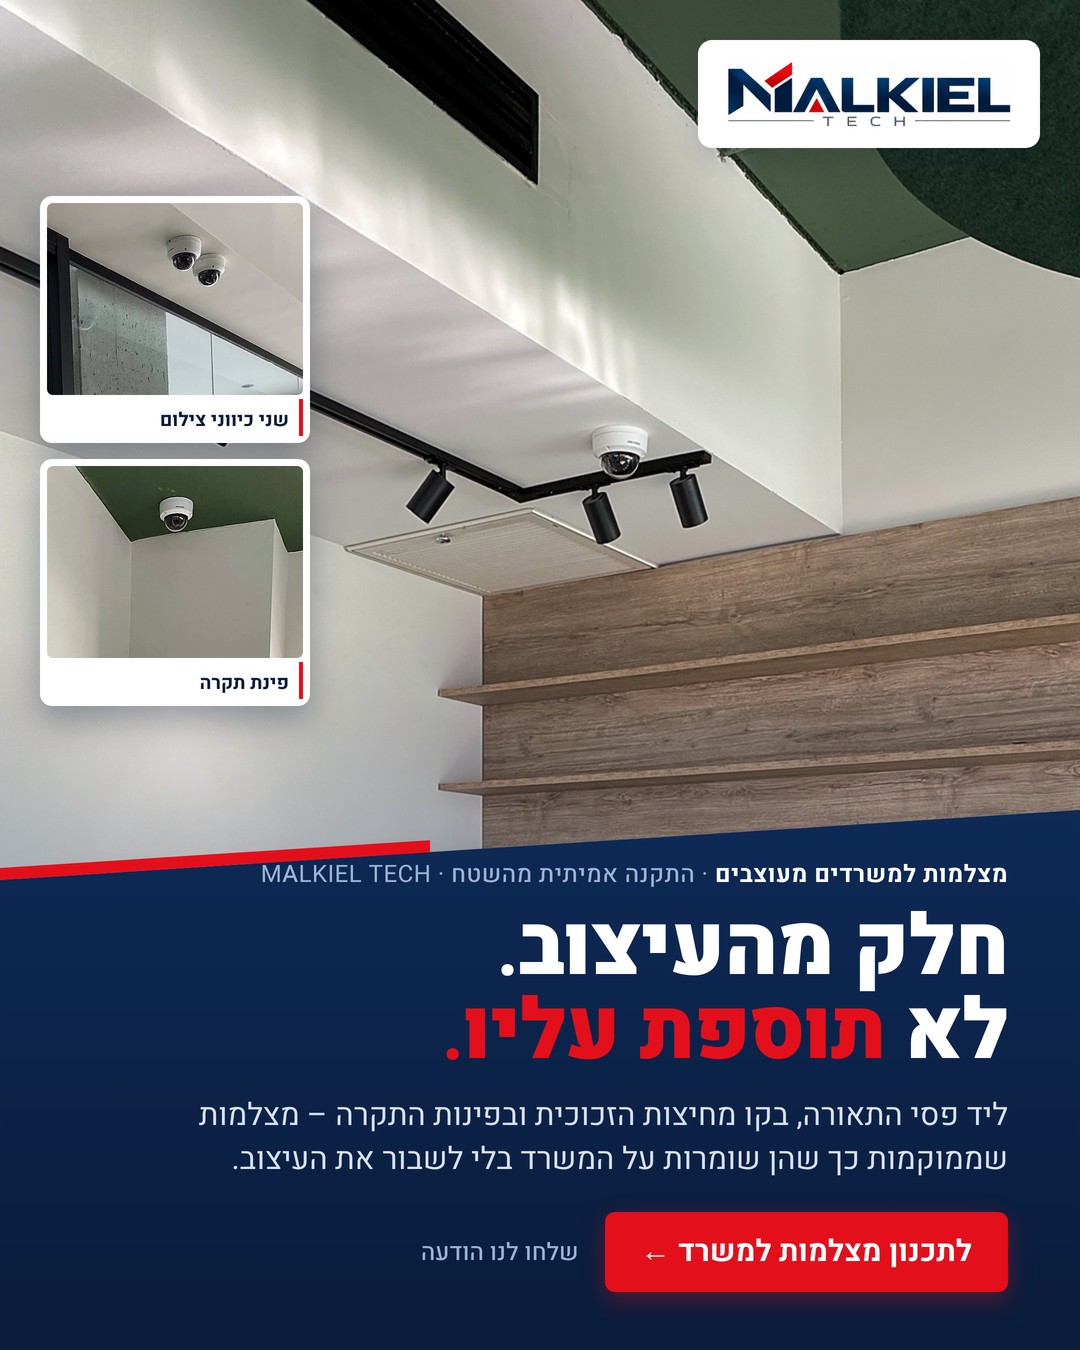 MALKIEL
TECH
שני כיווני צילום
פינת תקרה
מצלמות למשרדים מעוצבים · התקנה אמיתית מהשטח · MALKIEL TECH
חלק מהעיצוב.
לא תוספת עליו.
ליד פסי התאורה, בקו מחיצות הזכוכית ובפינות התקרה – מצלמות
שממוקמות כך שהן שומרות על המשרד בלי לשבור את העיצוב.
לתכנון מצלמות למשרד ←
שלחו לנו הודעה